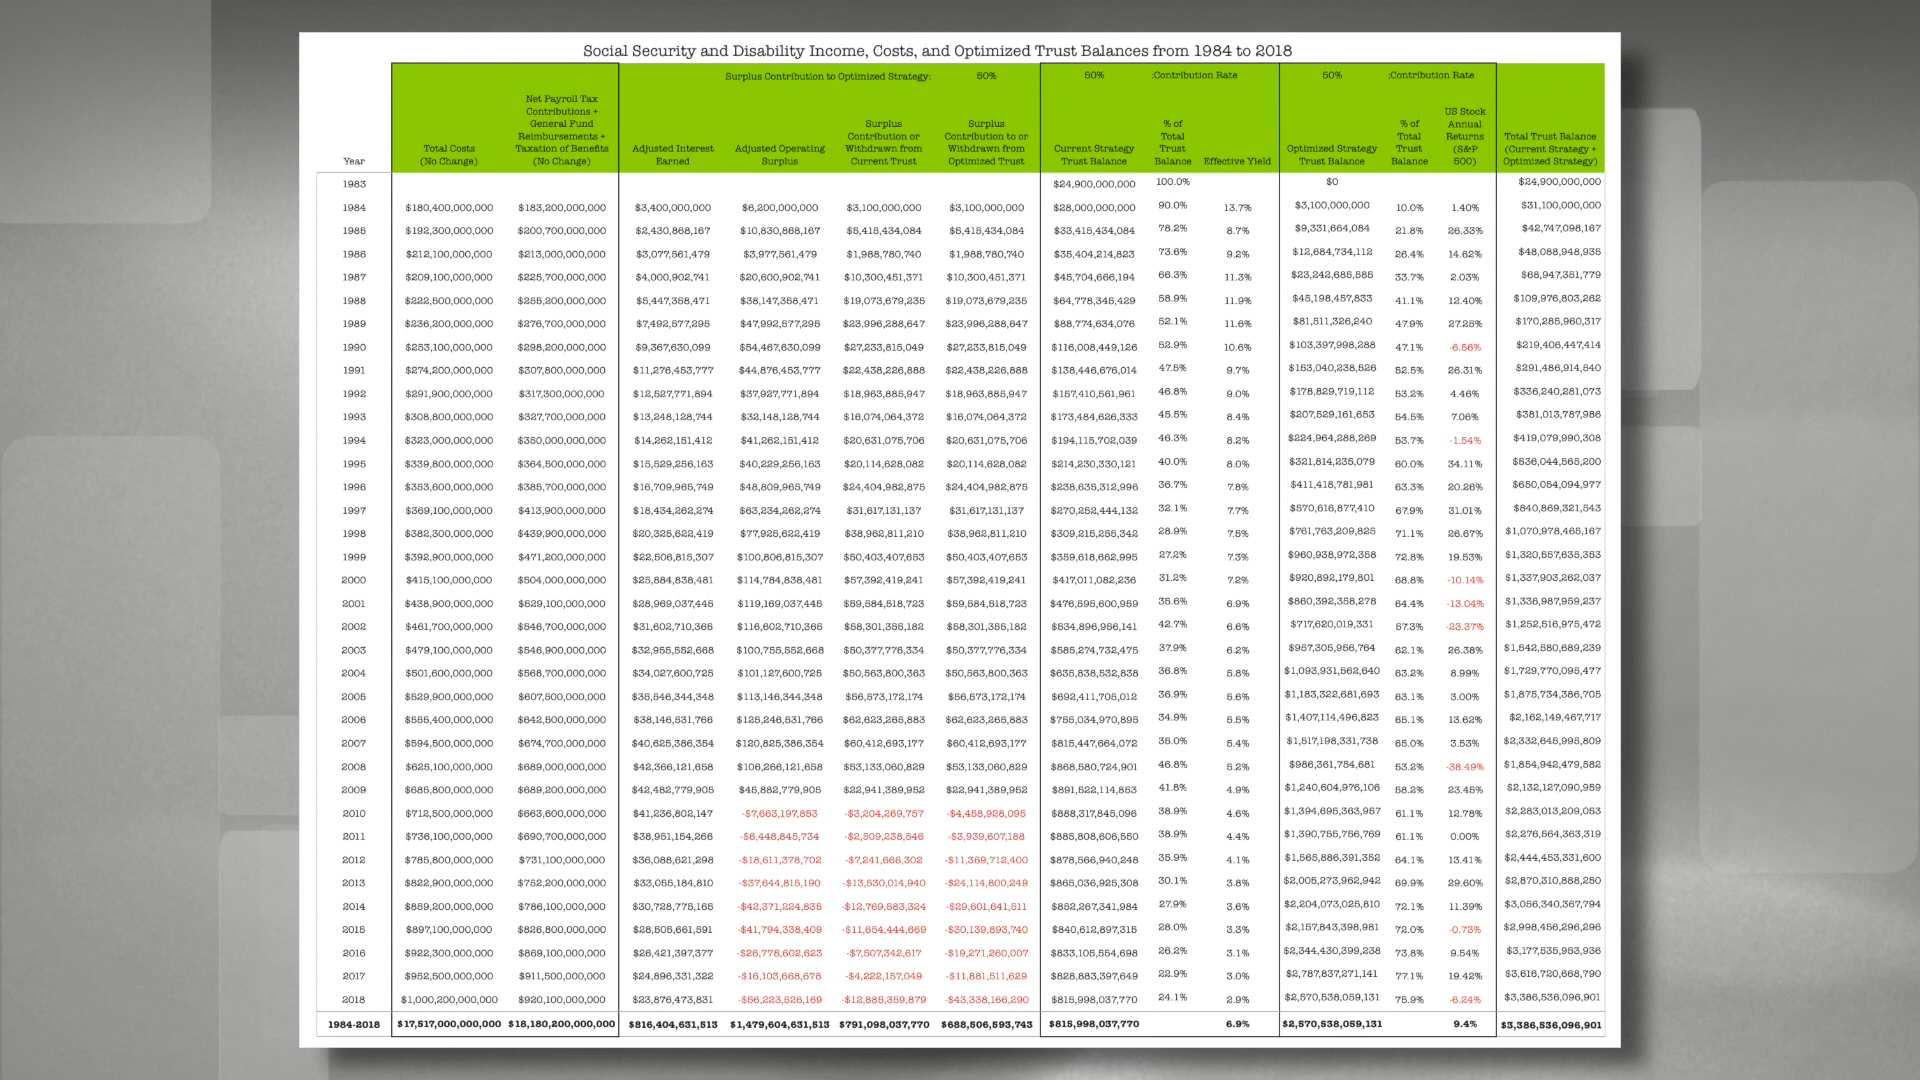 Social Security and Disability Income, Costs, and Optimized Trust Balances from 1984 to 2018
Surplus Contribution to Optimized Strategy: 50% 50% :Contribution Rate 50% :Contribution Rate
Year
Total Costs
(No Change)
Net Payroll Tax
Contributions +
General Fund
Reimbursements +
Taxation of Benefits
(No Change)
Adjusted Interest
Earned
Adjusted Operating
Surplus
Surplus
Contribution or
Withdrawn from
Current Trust
Surplus
Contribution to or
Withdrawn from
Optimized Trust
Current Strategy
Trust Balance
% of
Total
Trust
Balance
Effective Yield
Optimized Strategy
Trust Balance
% of
Total
Trust
Balance
US Stock
Annual
Returns
(S&P
500)
Total Trust Balance
(Current Strategy +
Optimized Strategy)
1983 $24,900,000,000 100.0% $0 $24,900,000,000
1984 $180,400,000,000 $183,200,000,000 $3,400,000,000 $6,200,000,000 $3,100,000,000 $3,100,000,000 $28,000,000,000 90.0% 13.7% $3,100,000,000 10.0% 1.40% $31,100,000,000
1985 $192,300,000,000 $200,700,000,000 $2,430,868,167 $10,830,868,167 $5,415,434,084 $5,415,434,084 $33,415,434,084 78.2% 8.7% $9,331,664,084 21.8% 26.33% $42,747,098,167
1986 $212,100,000,000 $213,000,000,000 $3,077,561,479 $3,977,561,479 $1,988,780,740 $1,988,780,740 $35,404,214,823 73.6% 9.2% $12,684,734,112 26.4% 14.62% $48,088,948,935
1987 $209,100,000,000 $225,700,000,000 $4,000,902,741 $20,600,902,741 $10,300,451,371 $10,300,451,371 $45,704,666,194 66.3% 11.3% $23,242,685,585 33.7% 2.03% $68,947,351,779
1988 $222,500,000,000 $255,200,000,000 $5,447,358,471 $38,147,358,471 $19,073,679,235 $19,073,679,235 $64,778,345,429 58.9% 11.9% $45,198,457,833 41.1% 12.40% $109,976,803,262
1989 $236,200,000,000 $276,700,000,000 $7,492,577,295 $47,992,577,295 $23,996,288,647 $23,996,288,647 $88,774,634,076 52.1% 11.6% $81,511,326,240 47.9% 27.25% $170,285,960,317
1990 $253,100,000,000 $298,200,000,000 $9,367,630,099 $54,467,630,099 $27,233,815,049 $27,233,815,049 $116,008,449,126 52.9% 10.6% $103,397,998,288 47.1% -6.56% $219,406,447,414
1991 $274,200,000,000 $307,800,000,000 $11,276,453,777 $44,876,453,777 $22,438,226,888 $22,438,226,888 $138,446,676,014 47.5% 9.7% $153,040,238,526 52.5% 26.31% $291,486,914,540
1992 $291,900,000,000 $317,300,000,000 $12,527,771,894 $37,927,771,894 $18,963,885,947 $18,963,885,947 $157,410,561,961 46.8% 9.0% $178,829,719,112 53.2% 4.46% $336,240,281,073
1993 $308,800,000,000 $327,700,000,000 $13,248,128,744 $32,148,128,744 $16,074,064,372 $16,074,064,372 $173,484,626,333 45.5% 8.4% $207,529,161,653 54.5% 7.06% $381,013,787,986
1994 $323,000,000,000 $350,000,000,000 $14,262,151,412 $41,262,151,412 $20,631,075,706 $20,631,075,706 $194,115,702,039 46.3% 8.2% $224,964,288,269 53.7% -1.54% $419,079,990,308
1995 $339,800,000,000 $364,500,000,000 $15,529,256,163 $40,229,256,163 $20,114,628,082 $20,114,628,082 $214,230,330,121 40.0% 8.0% $321,814,235,079 60.0% 34.11% $536,044,565,200
1996 $353,600,000,000 $385,700,000,000 $16,709,965,749 $48,809,965,749 $24,404,982,875 $24,404,982,875 $238,635,312,996 36.7% 7.8% $411,418,781,981 63.3% 20.26% $650,054,094,977
1997 $369,100,000,000 $413,900,000,000 $18,434,262,274 $63,234,262,274 $31,617,131,137 $31,617,131,137 $270,252,444,132 32.1% 7.7% $570,616,877,410 67.9% 31.01% $840,869,321,543
1998 $382,300,000,000 $439,900,000,000 $20,325,622,419 $77,925,622,419 $38,962,811,210 $38,962,811,210 $309,215,255,342 28.9% 7.5% $761,763,209,825 71.1% 26.67% $1,070,978,465,167
1999 $392,900,000,000 $471,200,000,000 $22,506,815,307 $100,806,815,307 $50,403,407,653 $50,403,407,653 $359,618,662,995 27.2% 7.3% $960,938,972,358 72.8% 19.53% $1,320,557,635,353
2000 $415,100,000,000 $504,000,000,000 $25,884,838,481 $114,784,838,481 $57,392,419,241 $57,392,419,241 $417,011,082,236 31.2% 7.2% $920,892,179,801 68.8% -10.14% $1,337,903,262,037
2001 $438,900,000,000 $529,100,000,000 $28,969,037,445 $119,169,037,445 $59,584,518,723 $59,584,518,723 $476,595,600,959 35.6% 6.9% $860,392,358,278 64.4% -13.04% $1,336,987,959,237
2002 $461,700,000,000 $546,700,000,000 $31,602,710,365 $116,602,710,365 $58,301,355,182 $58,301,355,182 $534,896,956,141 42.7% 6.6% $717,620,019,331 57.3% -23.37% $1,252,516,975,472
2003 $479,100,000,000 $546,900,000,000 $32,955,552,668 $100,755,552,668 $50,377,776,334 $50,377,776,334 $585,274,732,475 37.9% 6.2% $957,305,956,764 62.1% 26.38% $1,542,580,689,239
2004 $501,600,000,000 $568,700,000,000 $34,027,600,725 $101,127,600,725 $50,563,800,363 $50,563,800,363 $635,838,532,838 36.8% 5.8% $1,093,931,562,640 63.2% 8.99% $1,729,770,095,477
2005 $529,900,000,000 $607,500,000,000 $35,546,344,348 $113,146,344,348 $56,573,172,174 $56,573,172,174 $692,411,705,012 36.9% 5.6% $1,183,322,681,693 63.1% 3.00% $1,875,734,386,705
2006 $555,400,000,000 $642,500,000,000 $38,146,531,766 $125,246,531,766 $62,623,265,883 $62,623,265,883 $755,034,970,895 34.9% 5.5% $1,407,114,496,823 65.1% 13.62% $2,162,149,467,717
2007 $594,500,000,000 $674,700,000,000 $40,625,386,354 $120,825,386,354 $60,412,693,177 $60,412,693,177 $815,447,664,072 35.0% 5.4% $1,517,198,331,738 65.0% 3.53% $2,332,645,995,809
2008 $625,100,000,000 $689,000,000,000 $42,366,121,658 $106,266,121,658 $53,133,060,829 $53,133,060,829 $868,580,724,901 46.8% 5.2% $986,361,754,681 53.2% -38.49% $1,854,942,479,582
2009 $685,800,000,000 $689,200,000,000 $42,482,779,905 $45,882,779,905 $22,941,389,952 $22,941,389,952 $891,522,114,853 41.8% 4.9% $1,240,604,976,106 58.2% 23.45% $2,132,127,090,959
2010 $712,500,000,000 $663,600,000,000 $41,236,802,147 -$7,663,197,853 -$3,204,269,757 -$4,458,928,095 $888,317,845,096 38.9% 4.6% $1,394,695,363,957 61.1% 12.78% $2,283,013,209,053
2011 $736,100,000,000 $690,700,000,000 $38,951,154,266 -$6,448,845,734 -$2,509,238,546 -$3,939,607,188 $885,808,606,550 38.9% 4.4% $1,390,755,756,769 61.1% 0.00% $2,276,564,363,319
2012 $785,800,000,000 $731,100,000,000 $36,088,621,298 -$18,611,378,702 -$7,241,666,302 -$11,369,712,400 $878,566,940,248 35.9% 4.1% $1,565,886,391,352 64.1% 13.41% $2,444,453,331,600
2013 $822,900,000,000 $752,200,000,000 $33,055,184,810 -$37,644,815,190 -$13,530,014,940 -$24,114,800,249 $865,036,925,308 30.1% 3.8% $2,005,273,962,942 69.9% 29.60% $2,870,310,888,250
2014 $859,200,000,000 $786,100,000,000 $30,728,775,165 -$42,371,224,835 -$12,769,583,324 -$29,601,641,511 $852,267,341,984 27.9% 3.6% $2,204,073,025,810 72.1% 11.39% $3,056,340,367,794
2015 $897,100,000,000 $826,800,000,000 $28,505,661,591 -$41,794,338,409 -$11,654,444,669 -$30,139,893,740 $840,612,897,315 28.0% 3.3% $2,157,843,398,981 72.0% -0.73% $2,998,456,296,296
2016 $922,300,000,000 $869,100,000,000 $26,421,397,377 -$26,778,602,623 -$7,507,342,617 -$19,271,260,007 $833,105,554,698 26.2% 3.1% $2,344,430,399,238 73.8% 9.54% $3,177,535,953,936
2017 $952,500,000,000 $911,500,000,000 $24,896,331,322 -$16,103,668,678 -$4,222,157,049 -$11,881,511,629 $828,883,397,649 22.9% 3.0% $2,787,837,271,141 77.1% 19.42% $3,616,720,668,790
2018 $1,000,200,000,000 $920,100,000,000 $23,876,473,831 -$56,223,526,169 -$12,885,359,879 -$43,338,166,290 $815,998,037,770 24.1% 2.9% $2,570,538,059,131 75.9% -6.24% $3,386,536,096,901
1984-2018 $17,517,000,000,000 $18,180,200,000,000 $816,404,631,513 $1,479,604,631,513 $791,098,037,770 $688,506,593,743 $815,998,037,770 6.9% $2,570,538,059,131 9.4% $3,386,536,096,901